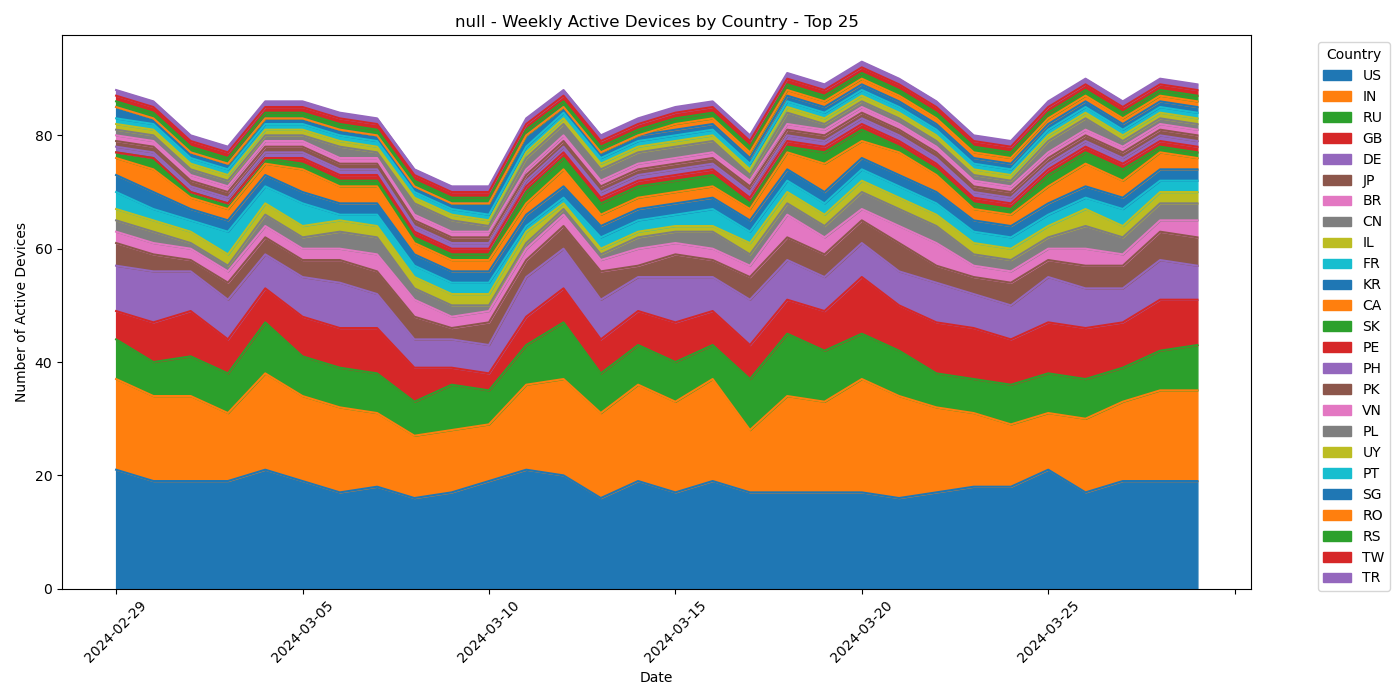 null - Weekly Active Devices by Country - Top 25
Number of Active Devices
80
60
40
20
0
2024-02-29
2024-03-05
2024-03-10
2024-03-15
2024-03-20
2024-03-25
Date
Country
US
IN
RU
GB
DE
JP
BR
CN
IL
FR
KR
CA
SK
PE
PH
PK
VN
PL
UY
PT
SG
RO
RS
TW
TR